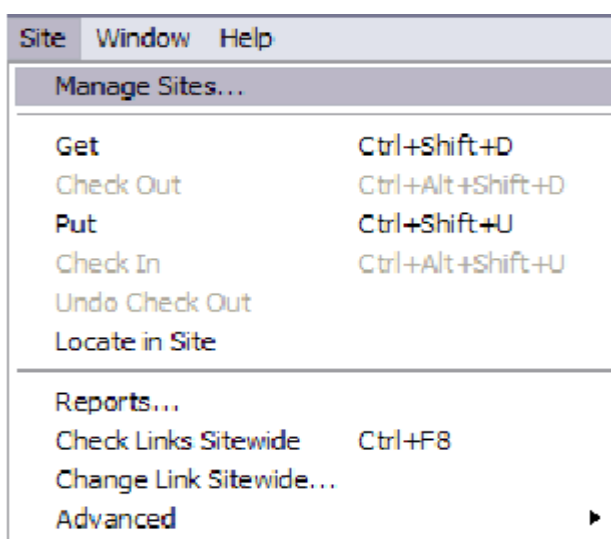 Site Window Help
Manage Sites...
Get Ctrl+Shift+D
Check Out Ctrl+Alt+Shift+D
Put Ctrl+Shift+U
Check In Ctrl+Alt+Shift+U
Undo Check Out
Locate in Site
Reports...
Check Links Sitewide Ctrl+F8
Change Link Sitewide...
Advanced